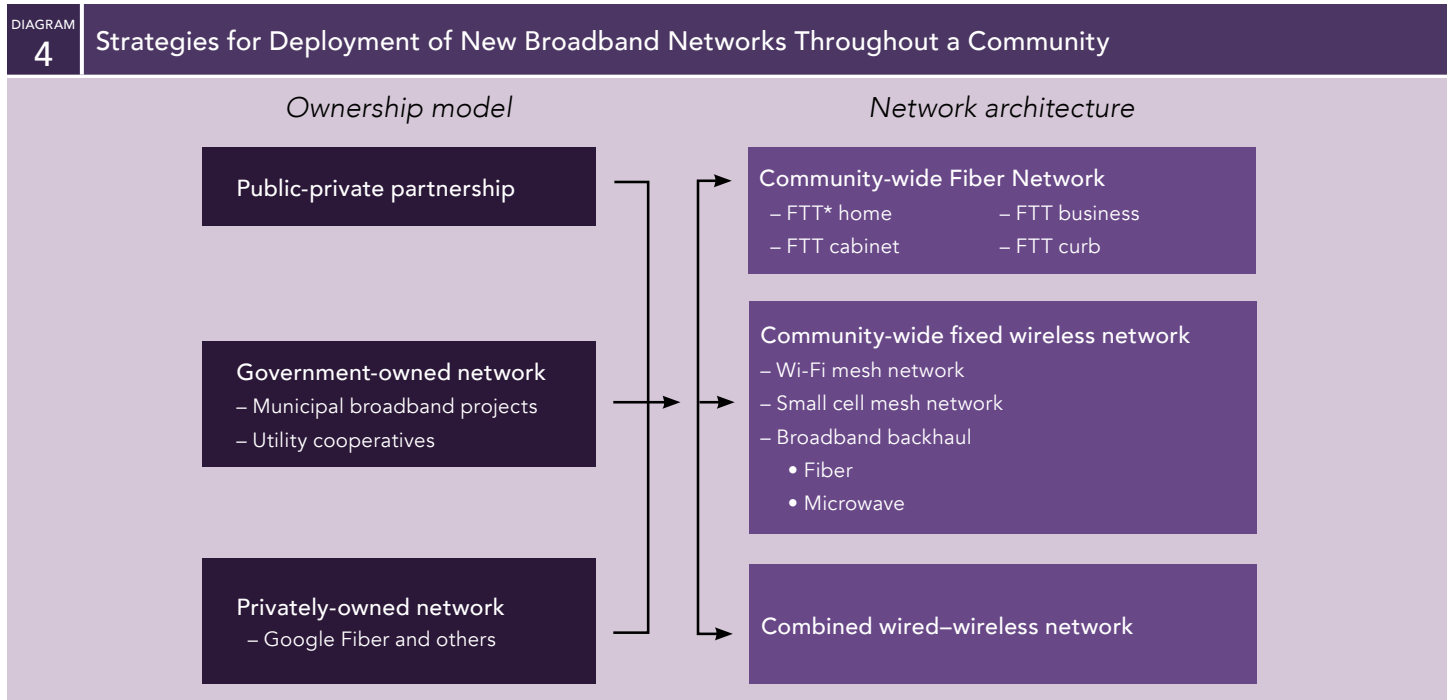 DIAGRAM
4
Strategies for Deployment of New Broadband Networks Throughout a Community
Ownership model
Public-private partnership
Government-owned network
– Municipal broadband projects
– Utility cooperatives
Privately-owned network
– Google Fiber and others
Network architecture
Community-wide Fiber Network
– FTT* home – FTT business
– FTT cabinet – FTT curb
Community-wide fixed wireless network
– Wi-Fi mesh network
– Small cell mesh network
– Broadband backhaul
• Fiber
• Microwave
Combined wired–wireless network